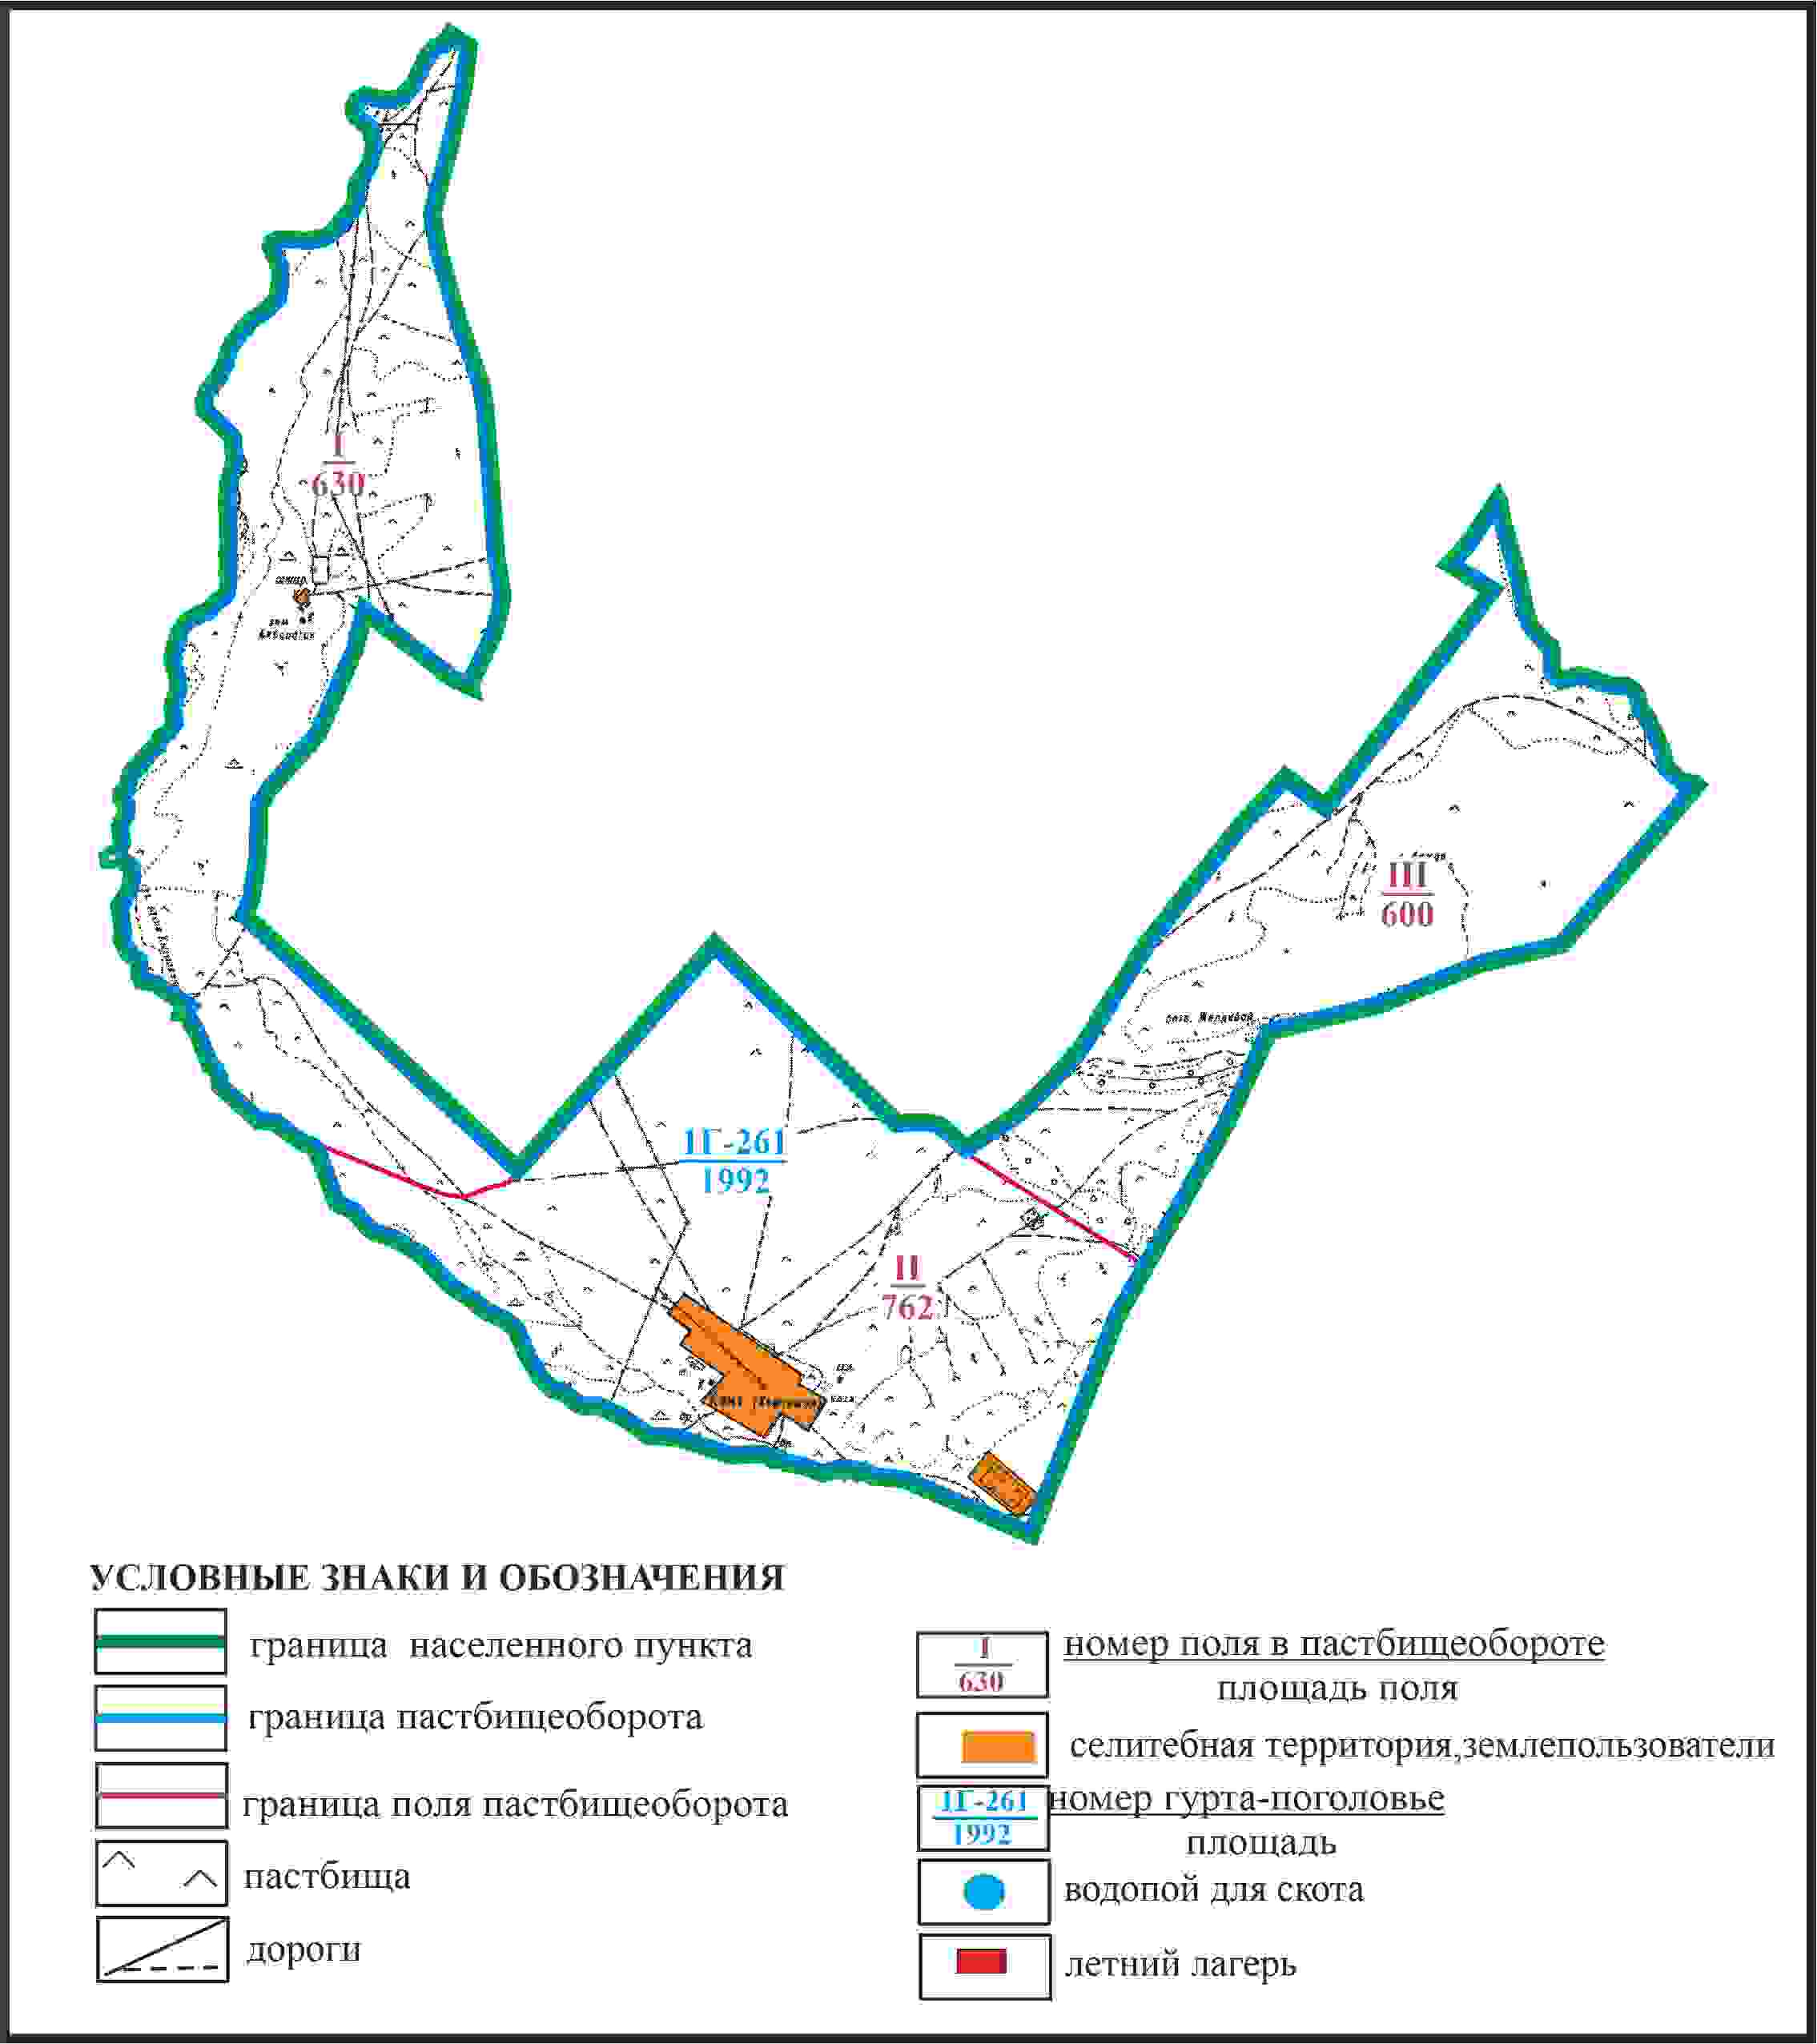 I
630
III
600
1Г-261
1992
II
762
УСЛОВНЫЕ ЗНАКИ И ОБОЗНАЧЕНИЯ
граница населенного пункта
граница пастбищеоборота
граница поля пастбищеоборота
пастбища
дороги
I
630
номер поля в пастбищеобороте
площадь поля
селитебная территория,землепользователи
1Г-261
1992
номер гурта-поголовье
площадь
водопой для скота
летний лагерь